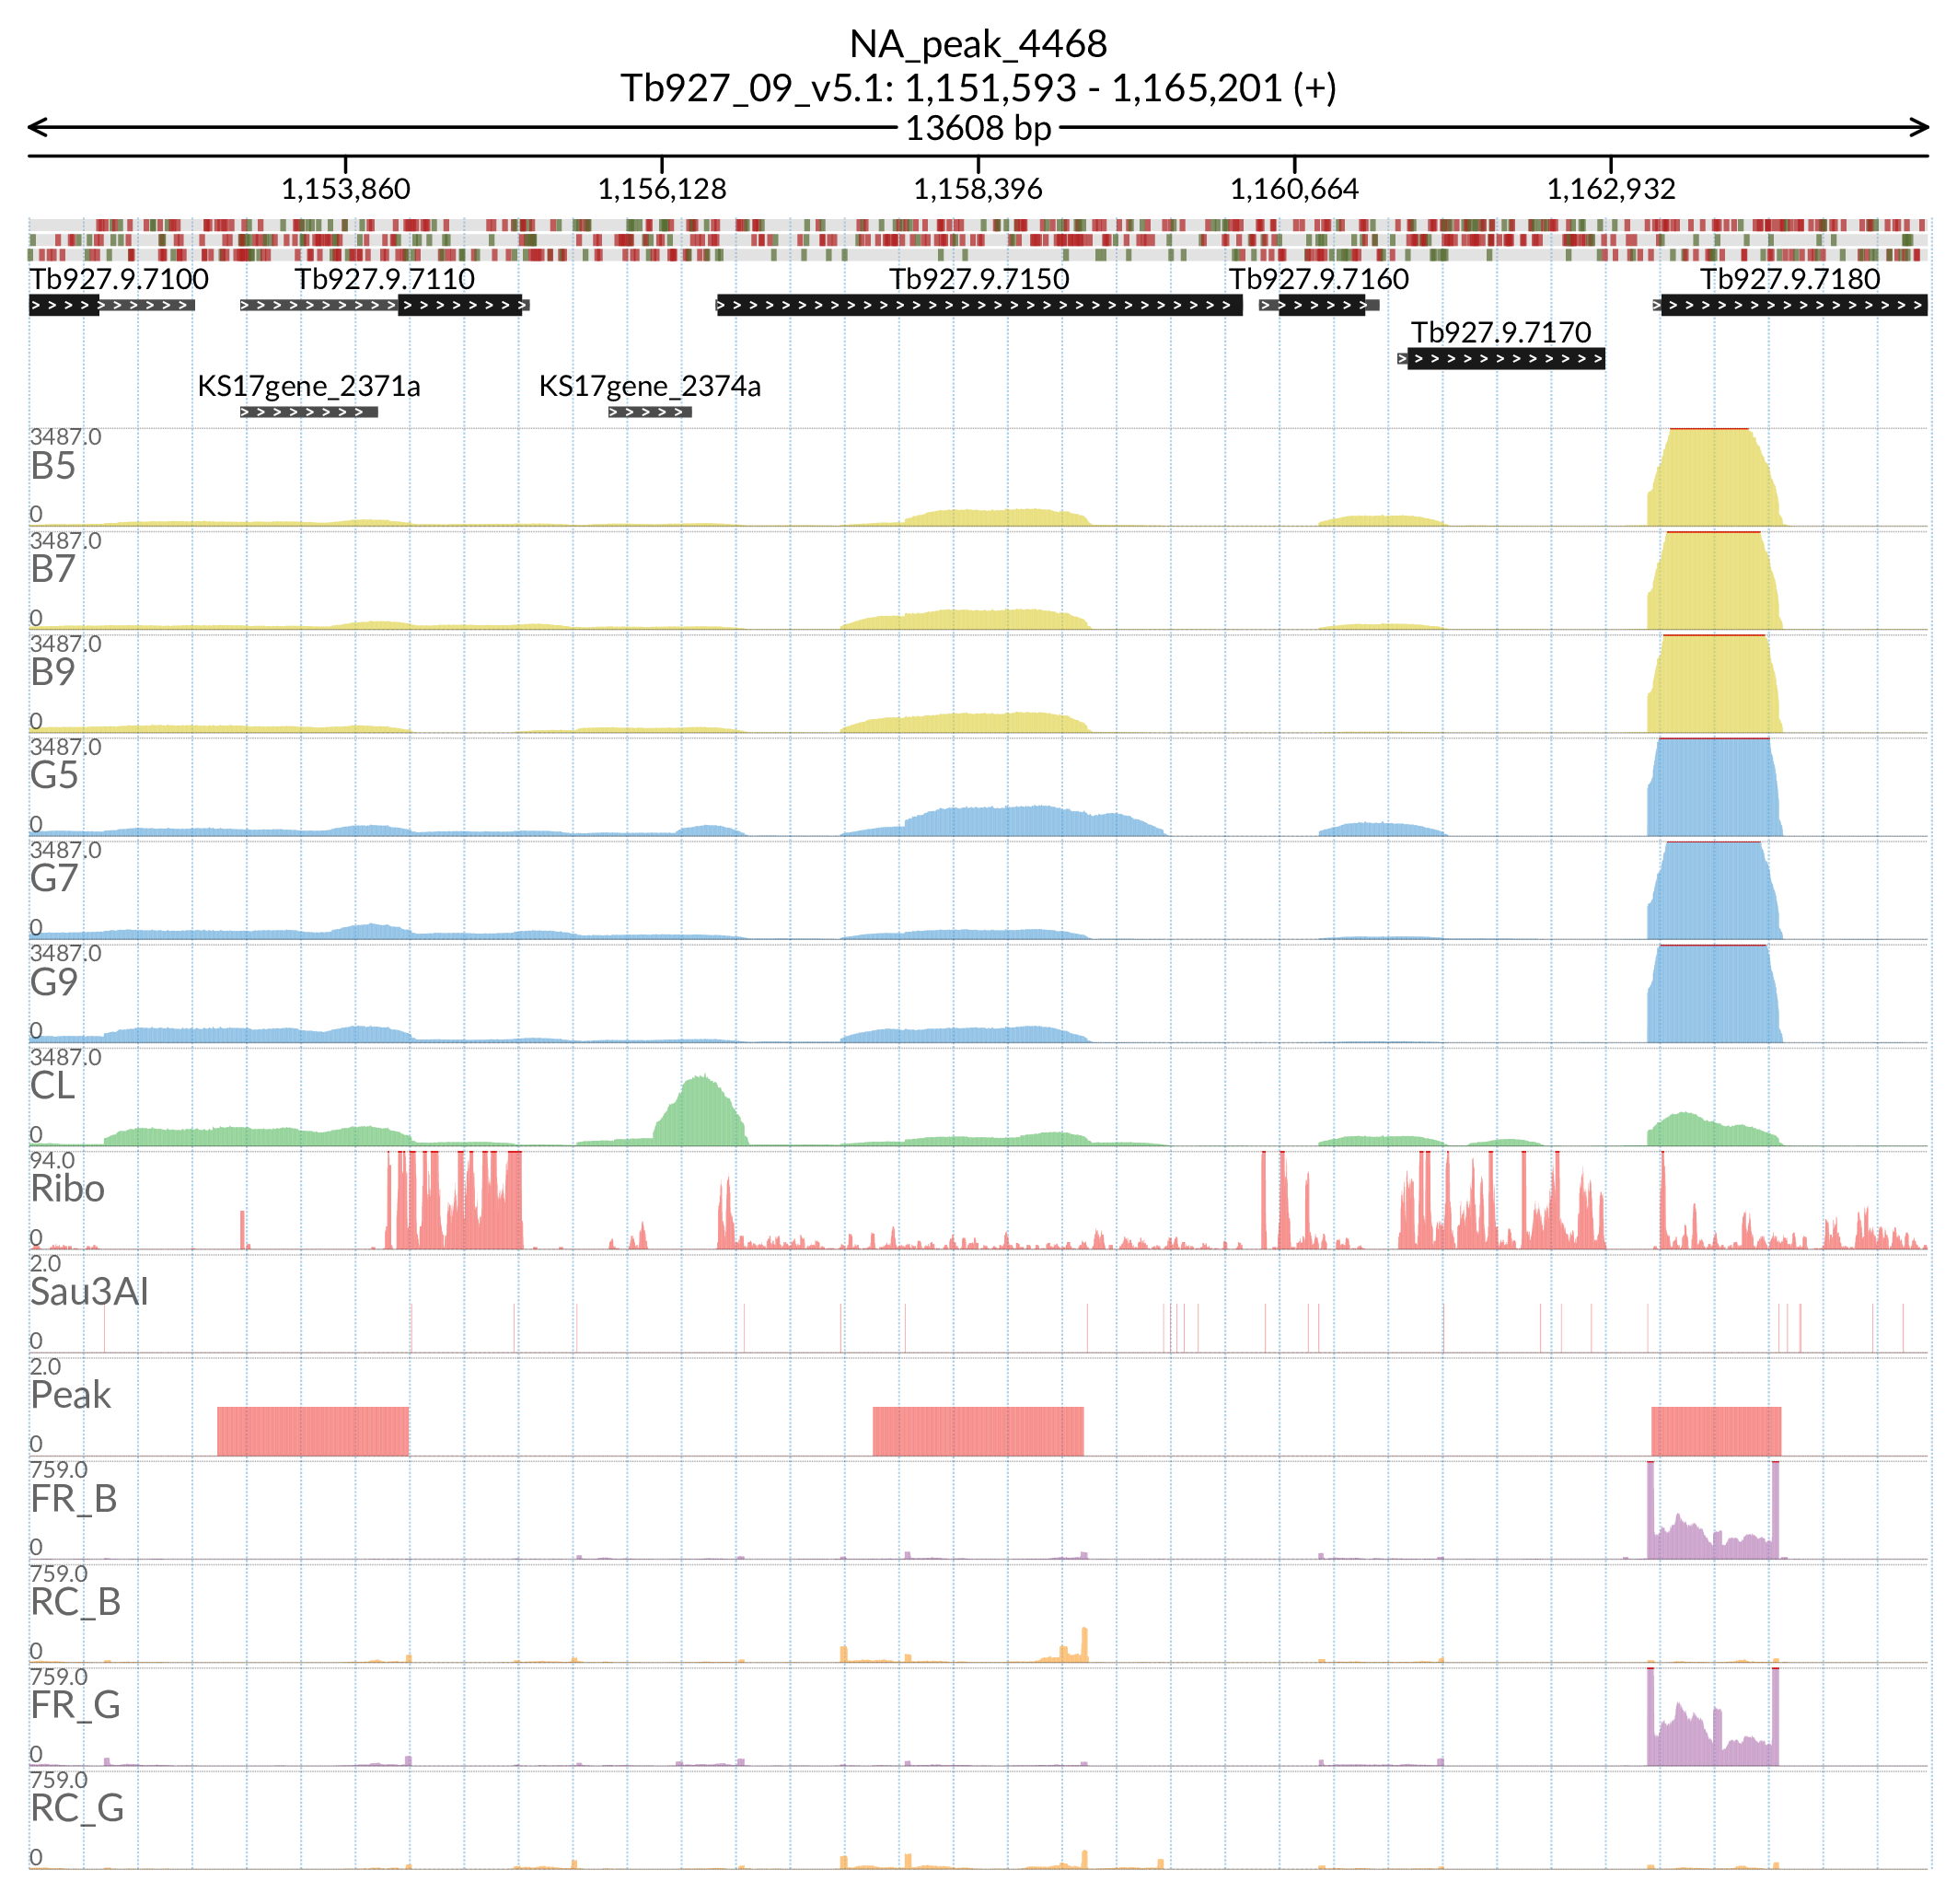 NA_peak_4468
Tb927_09_v5.1: 1,151,593 - 1,165,201 (+)
13608 bp
1,153,860 1,156,128 1,158,396 1,160,664 1,162,932
Tb927.9.7100 Tb927.9.7110 Tb927.9.7150 Tb927.9.7160 Tb927.9.7180
Tb927.9.7170
KS17gene_2371a KS17gene_2374a
3487.0
B5
0
3487.0
B7
0
3487.0
B9
0
3487.0
G5
0
3487.0
G7
0
3487.0
G9
0
3487.0
CL
0
94.0
Ribo
0
2.0
Sau3AI
0
2.0
Peak
0
759.0
FR_B
0
759.0
RC_B
0
759.0
FR_G
0
759.0
RC_G
0